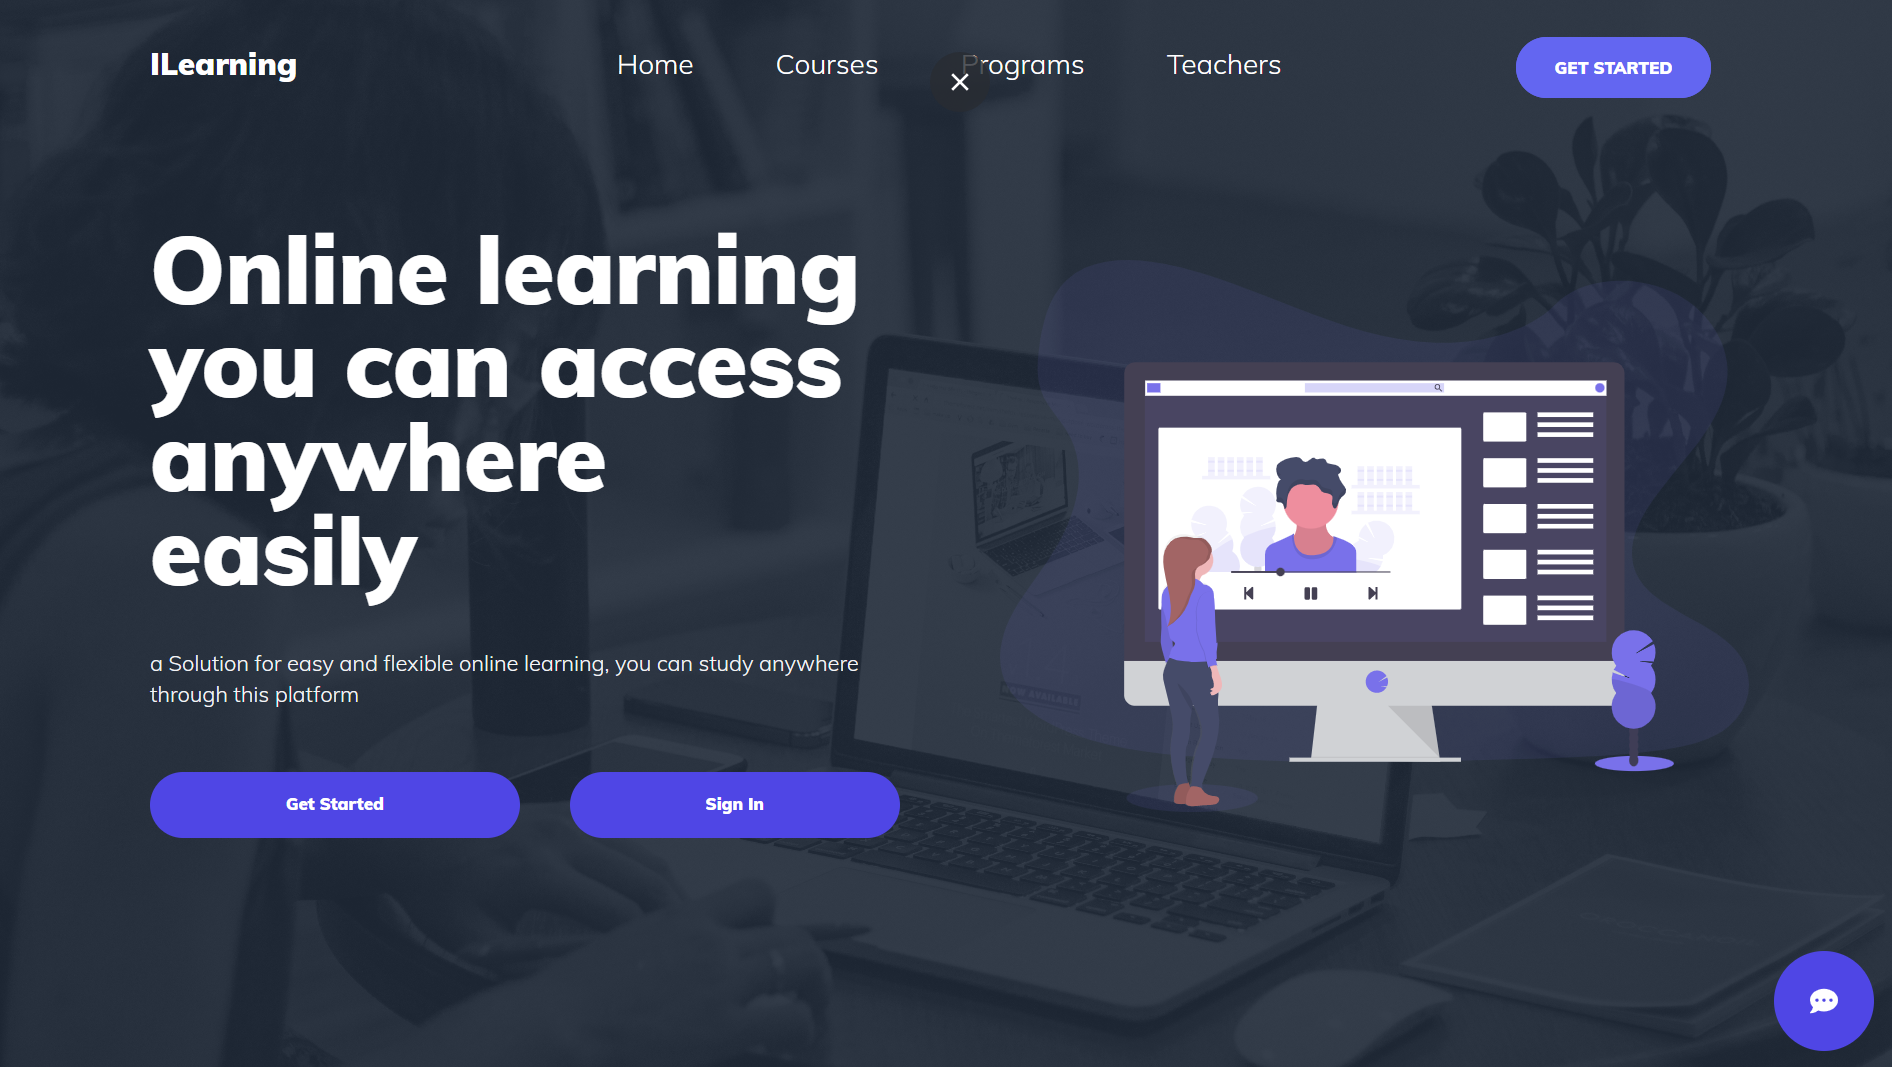 ILearning
Home
Courses
Programs
Teachers
GET STARTED
Online learning
you can access
anywhere
easily
a Solution for easy and flexible online learning, you can study anywhere
through this platform
Get Started
Sign In